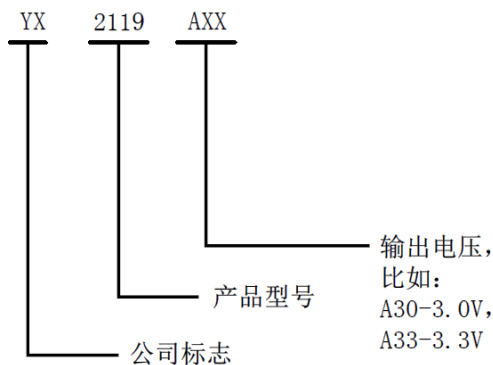 YX 2119 AXX
输出电压，
比如：
A30-3.0V，
A33-3.3V
产品型号
公司标志